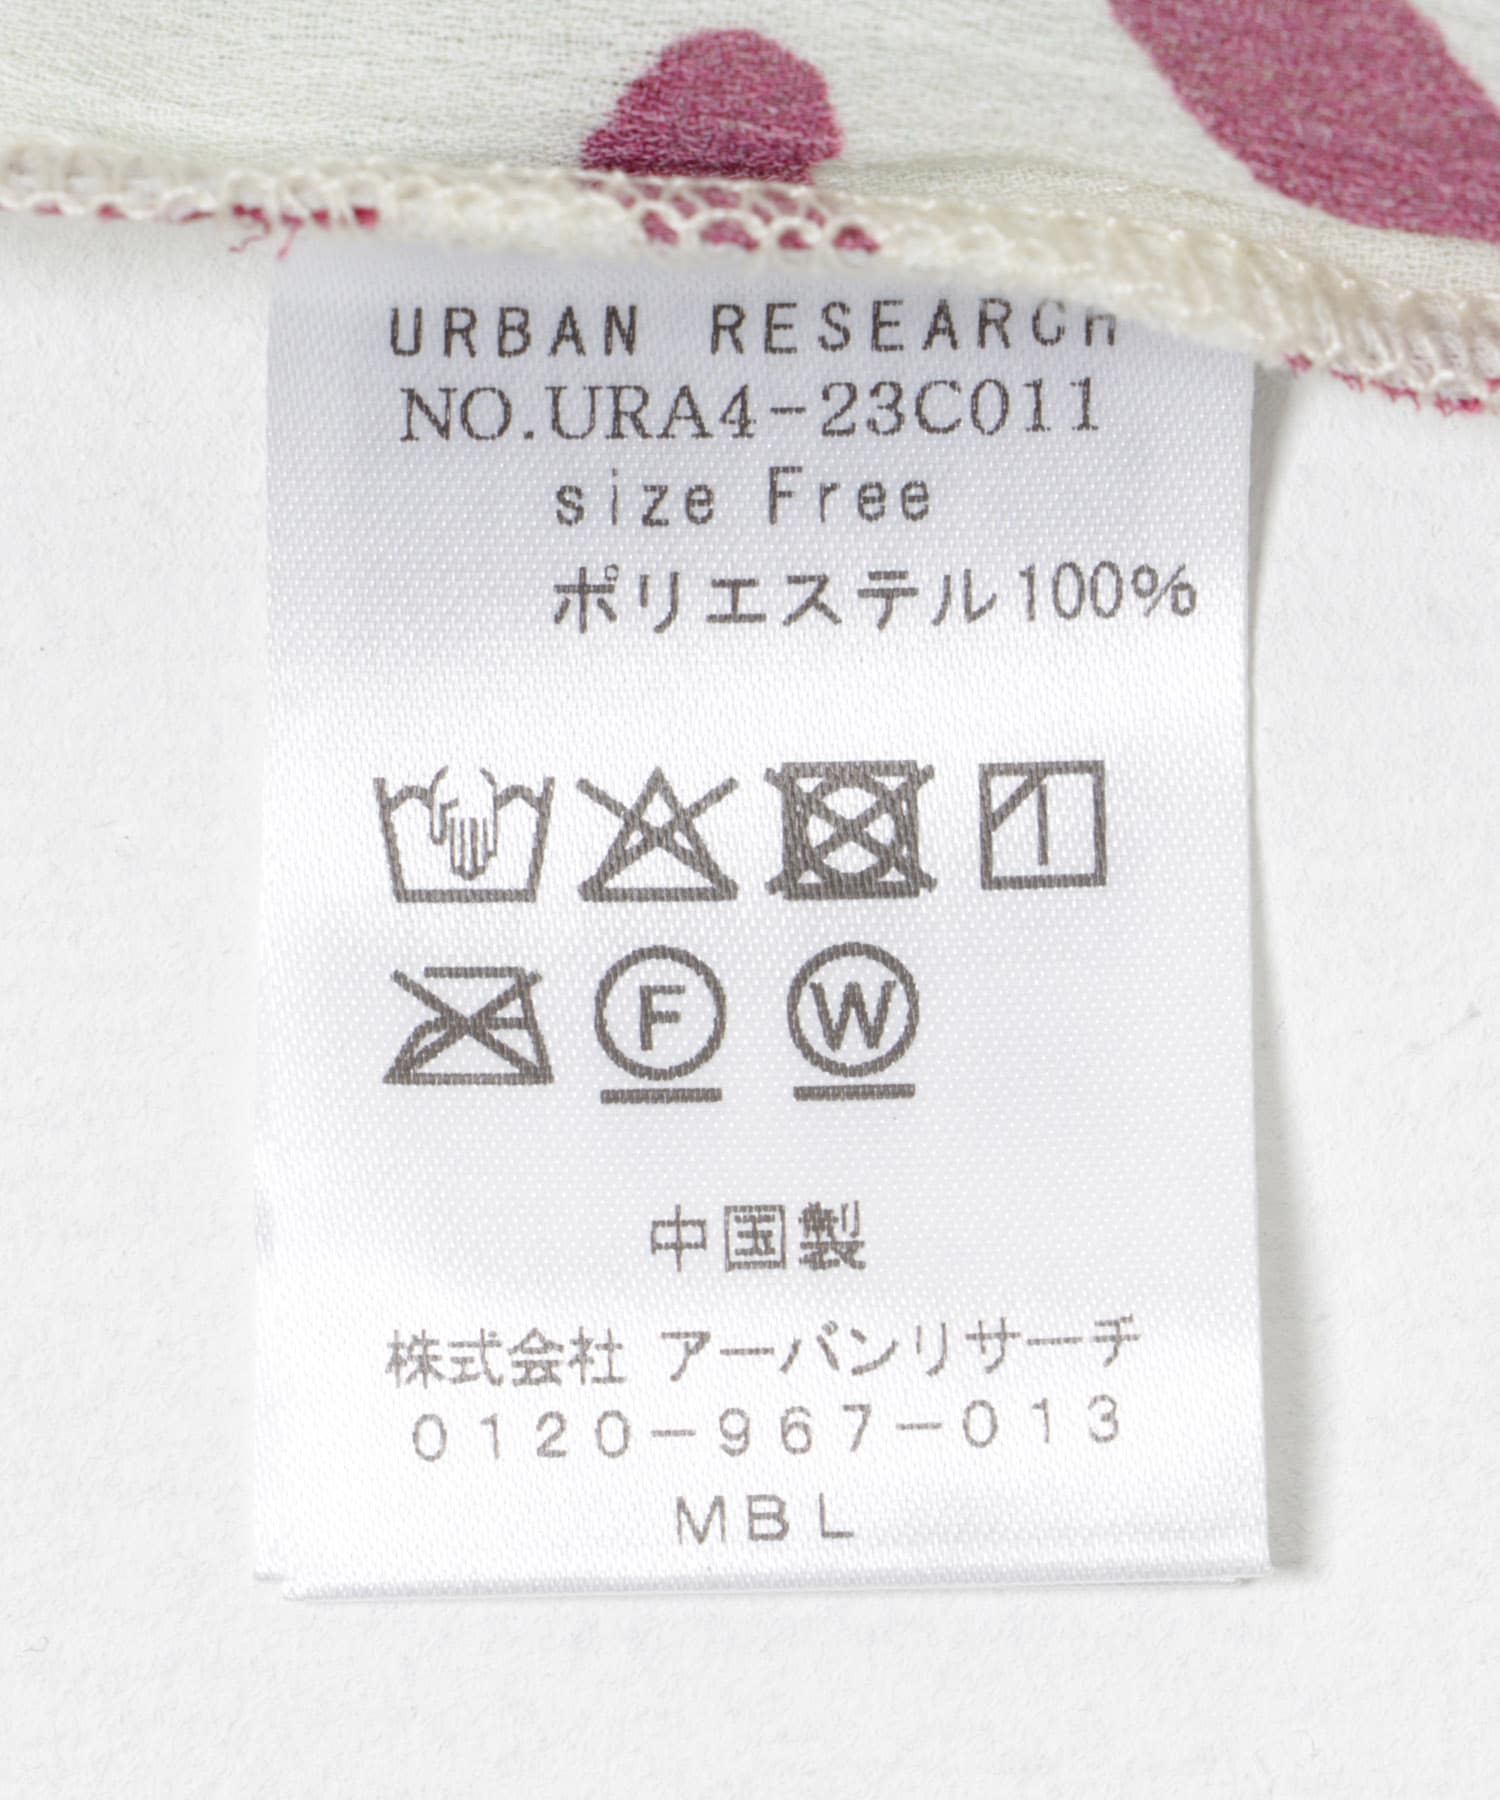 URBAN RESEARCH
NO.URA4-23C011
size Free
ポリエステル100%
F W
中国製
株式会社 アーバンリサーチ
0120-967-013
MBL